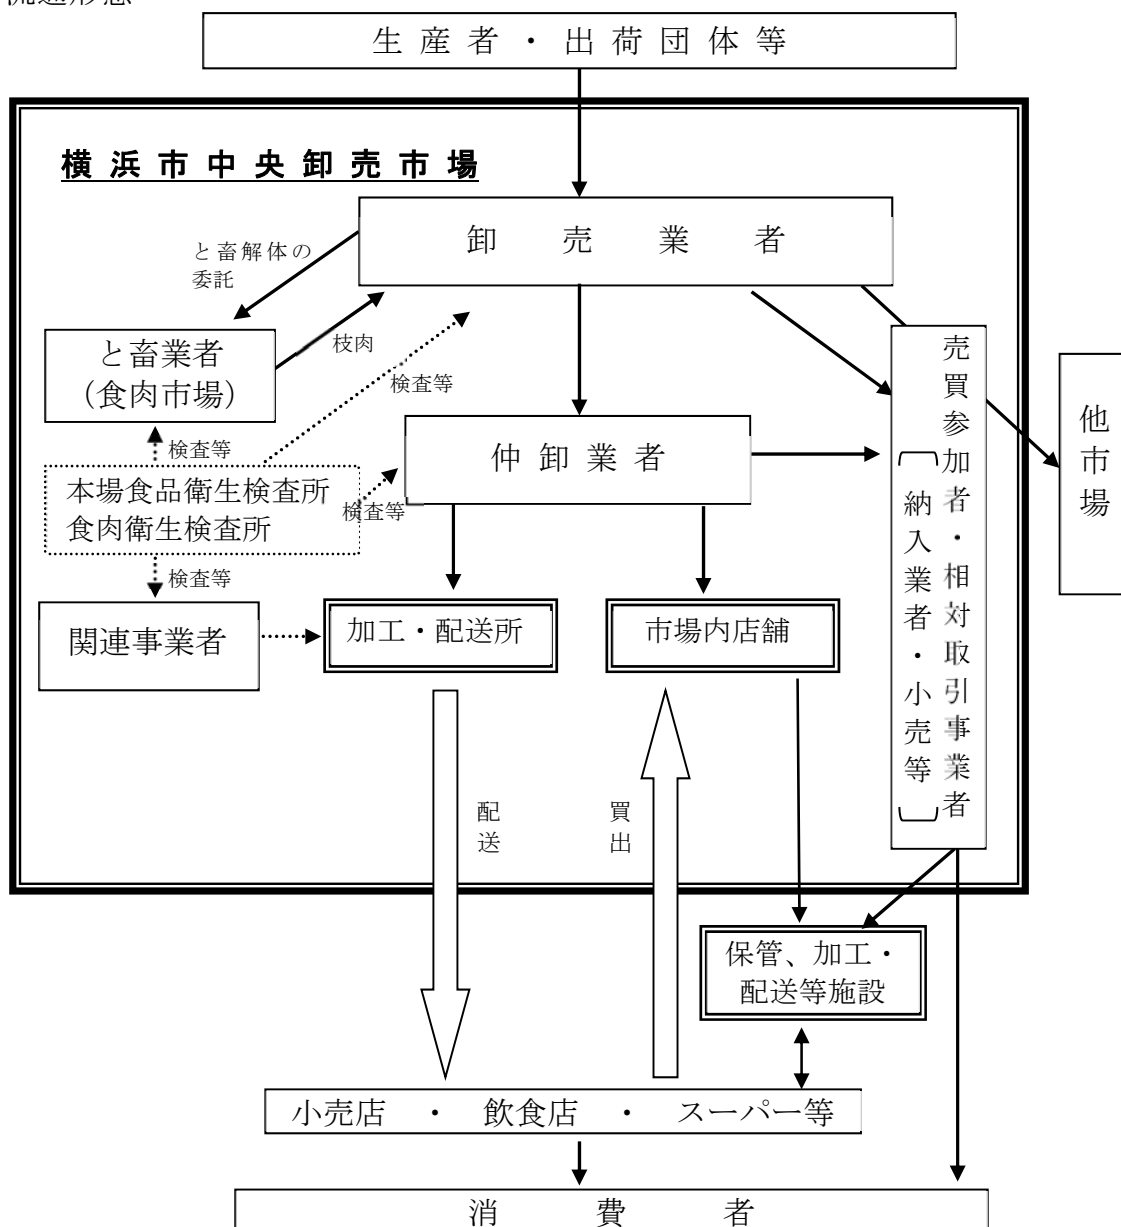 流通形態
生産者・出荷団体等
横浜市中央卸売市場
卸売業者
と畜解体の
委託
枝肉
検査等
と畜業者
（食肉市場）
検査等
本場食品衛生検査所
食肉衛生検査所
検査等
検査等
仲卸業者
売買参加者・相対取引事業者
（納入業者・小売等）
他市場
関連事業者
加工・配送所
市場内店舗
配送
買出
保管、加工・
配送等施設
小売店・飲食店・スーパー等
消費者